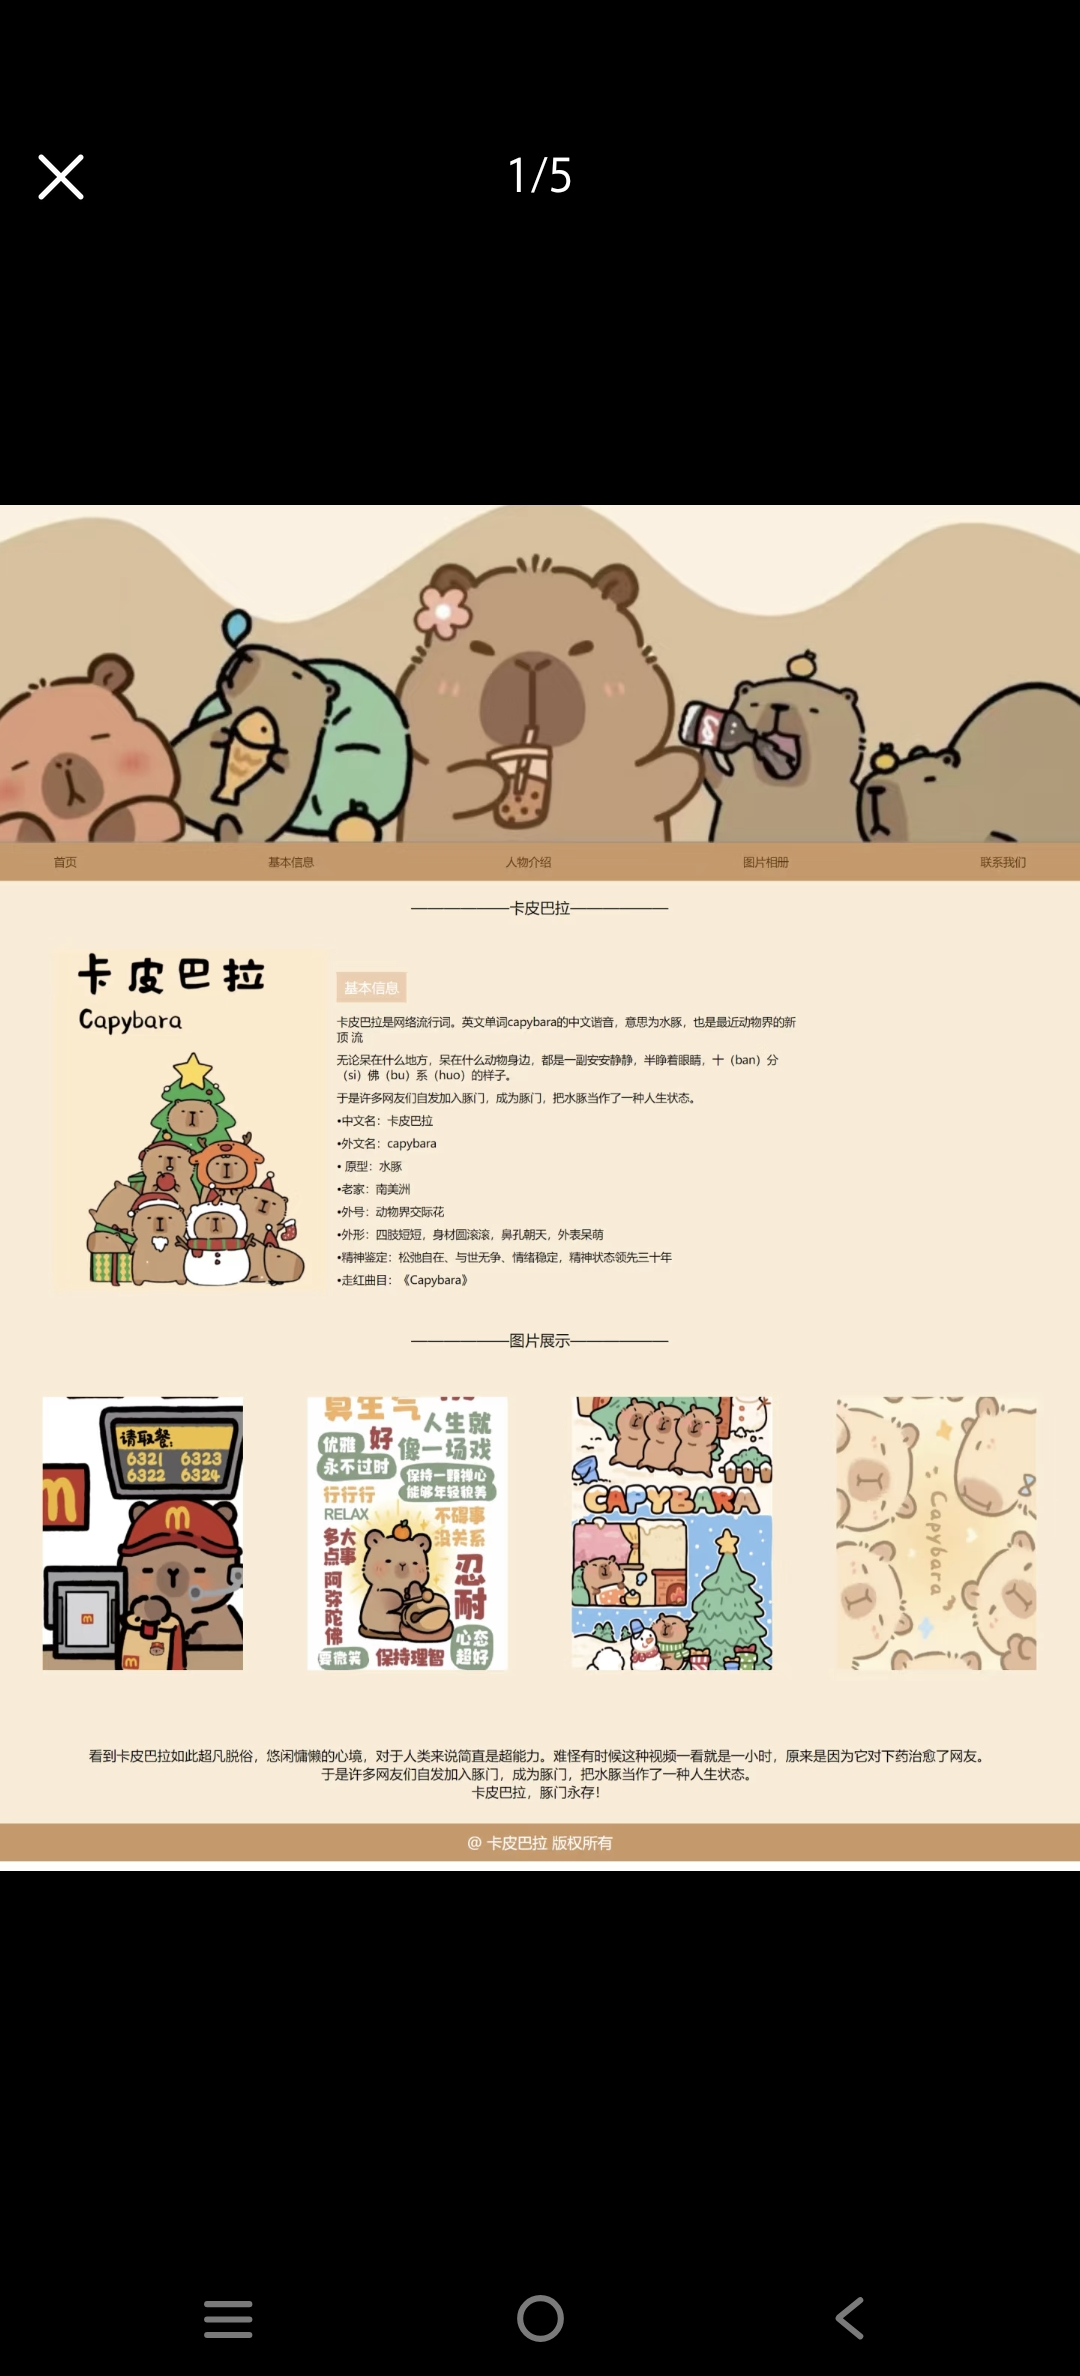 1/5
首页 基本信息 人物介绍 图片相册 联系我们
——————卡皮巴拉——————
卡皮巴拉
Capybara
基本信息
卡皮巴拉是网络流行词。英文单词capybara的中文谐音，意思为水豚，也是最近动物界的新
顶 流
无论呆在什么地方，呆在什么动物身边，都是一副安安静静，半睁着眼睛，十（ban）分
（si）佛（bu）系（huo）的样子。
于是许多网友们自发加入豚门，成为豚门，把水豚当作了一种人生状态。
•中文名：卡皮巴拉
•外文名：capybara
• 原型：水豚
•老家：南美洲
•外号：动物界交际花
•外形：四肢短短，身材圆滚滚，鼻孔朝天，外表呆萌
•精神鉴定：松弛自在、与世无争、情绪稳定，精神状态领先三十年
•走红曲目：《Capybara》
——————图片展示——————
请取餐：
6321 6323
6322 6324
真生气
人生就
像一场戏
优雅
永不过时
好
保持一颗禅心
能够年轻貌美
行行行
RELAX
不碍事
没关系
多大
点事
阿弥陀佛
忍耐
要微笑
保持理智
心态
超好
CAPYBARA
Capybara
看到卡皮巴拉如此超凡脱俗，悠闲慵懒的心境，对于人类来说简直是超能力。难怪有时候这种视频一看就是一小时，原来是因为它对下药治愈了网友。
于是许多网友们自发加入豚门，成为豚门，把水豚当作了一种人生状态。
卡皮巴拉，豚门永存！
@ 卡皮巴拉 版权所有